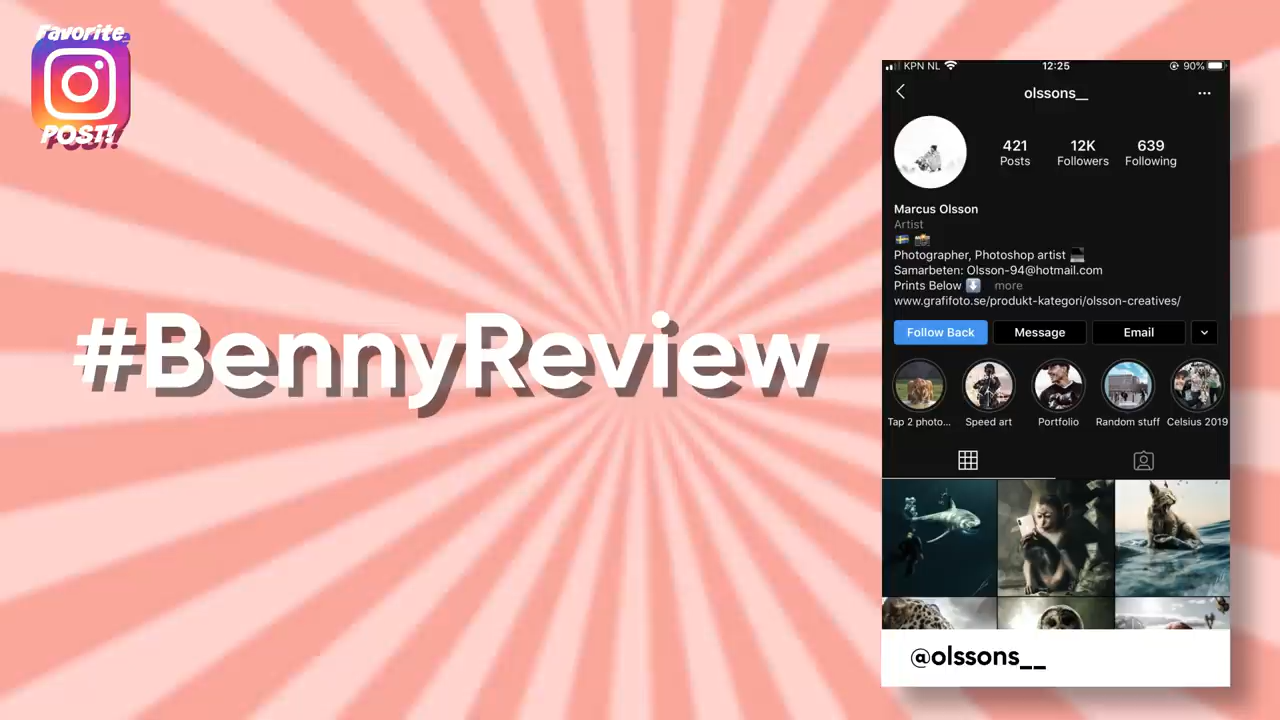 Favorite
POST!
#BennyReview
KPN NL 12:25 90%
olssons__
421 12K 639
Posts Followers Following
Marcus Olsson
Artist
Photographer, Photoshop artist
Samarbeten: Olsson-94@hotmail.com
Prints Below more
www.grafifoto.se/produkt-kategori/olsson-creatives/
Follow Back Message Email
Tap 2 photo... Speed art Portfolio Random stuff Celsius 2019
@olssons__